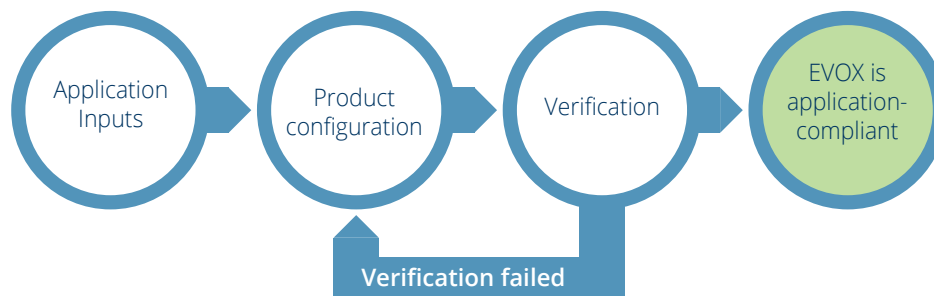 Application
Inputs
Product
configuration
Verification
EVOX is
application-
compliant
Verification failed